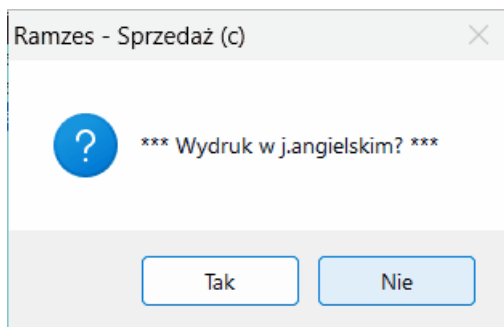 Ramzes - Sprzedaż (c)
*** Wydruk w j.angielskim? ***
Tak
Nie